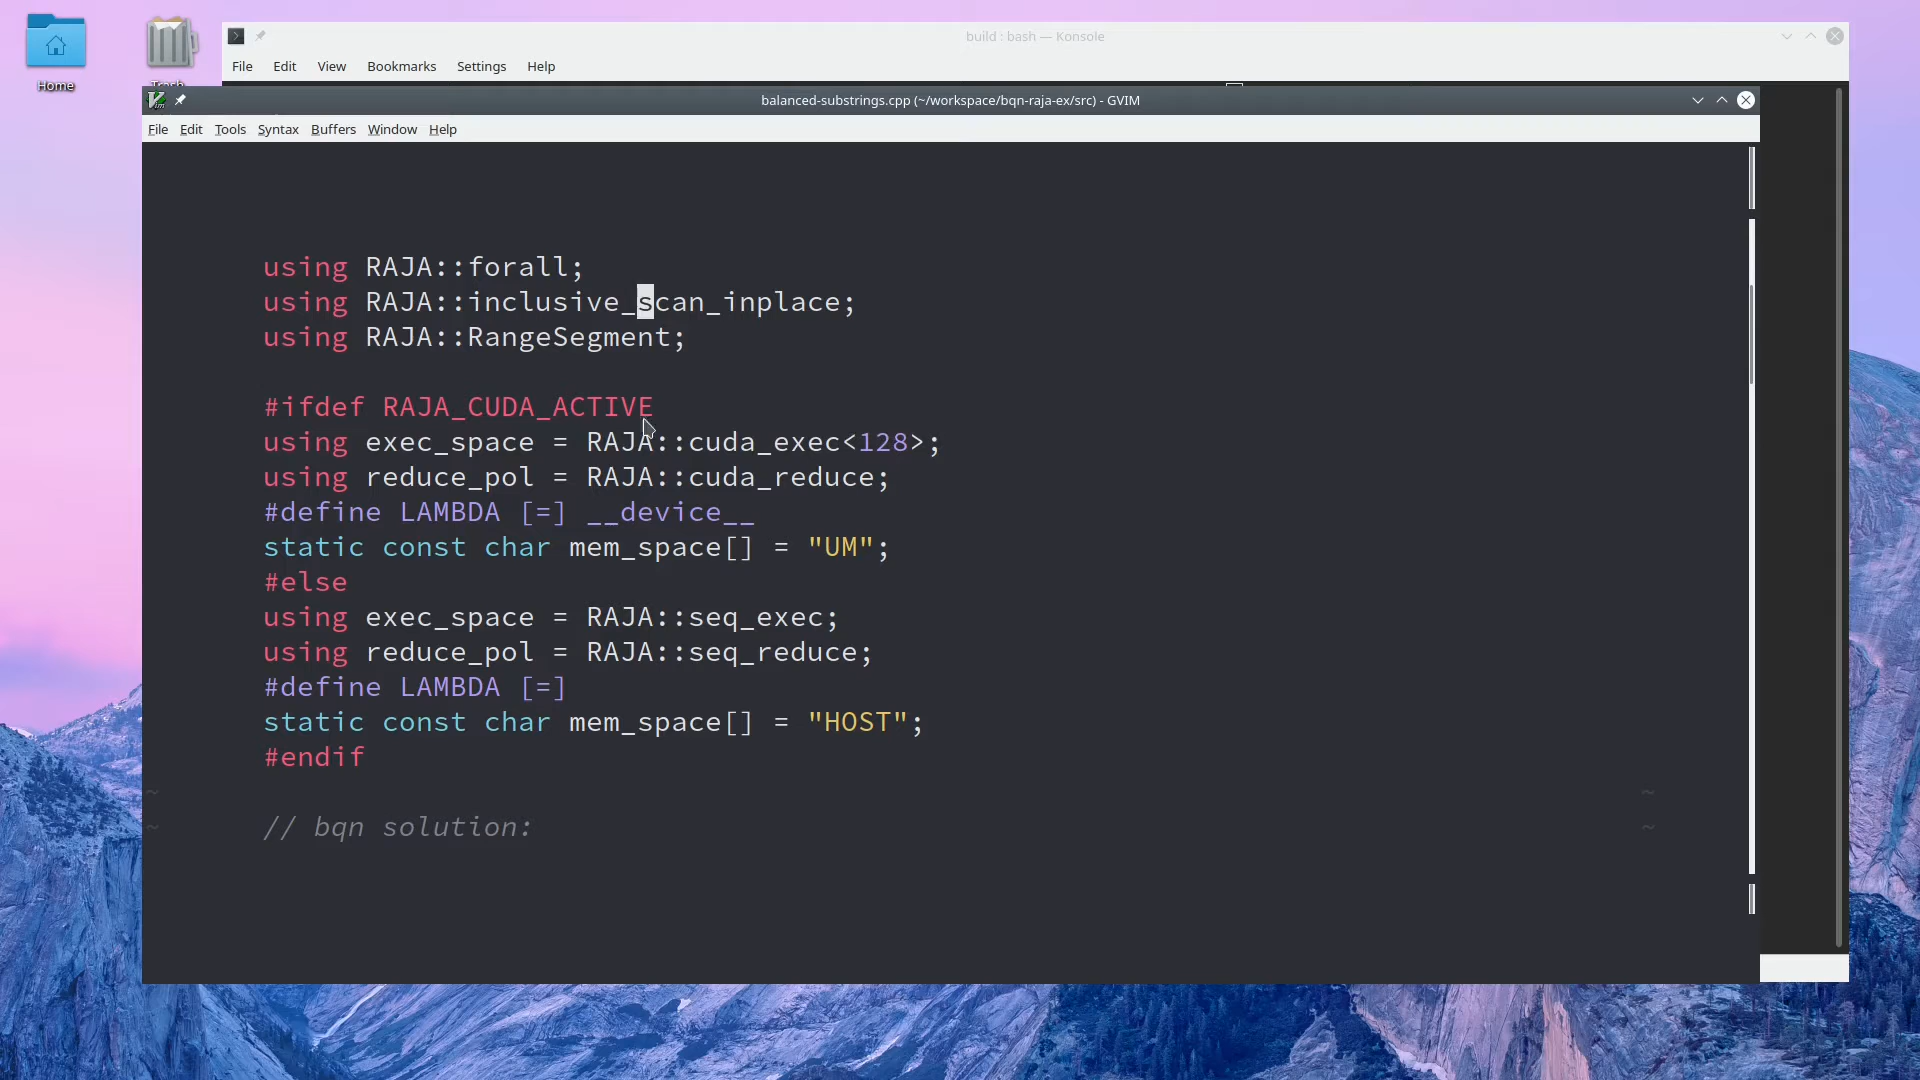 Home
Trash
build : bash — Konsole
File Edit View Bookmarks Settings Help
balanced-substrings.cpp (~/workspace/bqn-raja-ex/src) - GVIM
File Edit Tools Syntax Buffers Window Help
using RAJA::forall;
using RAJA::inclusive_scan_inplace;
using RAJA::RangeSegment;
#ifdef RAJA_CUDA_ACTIVE
using exec_space = RAJA::cuda_exec<128>;
using reduce_pol = RAJA::cuda_reduce;
#define LAMBDA [=] __device__
static const char mem_space[] = "UM";
#else
using exec_space = RAJA::seq_exec;
using reduce_pol = RAJA::seq_reduce;
#define LAMBDA [=]
static const char mem_space[] = "HOST";
#endif
~ ~
~ // bqn solution: ~